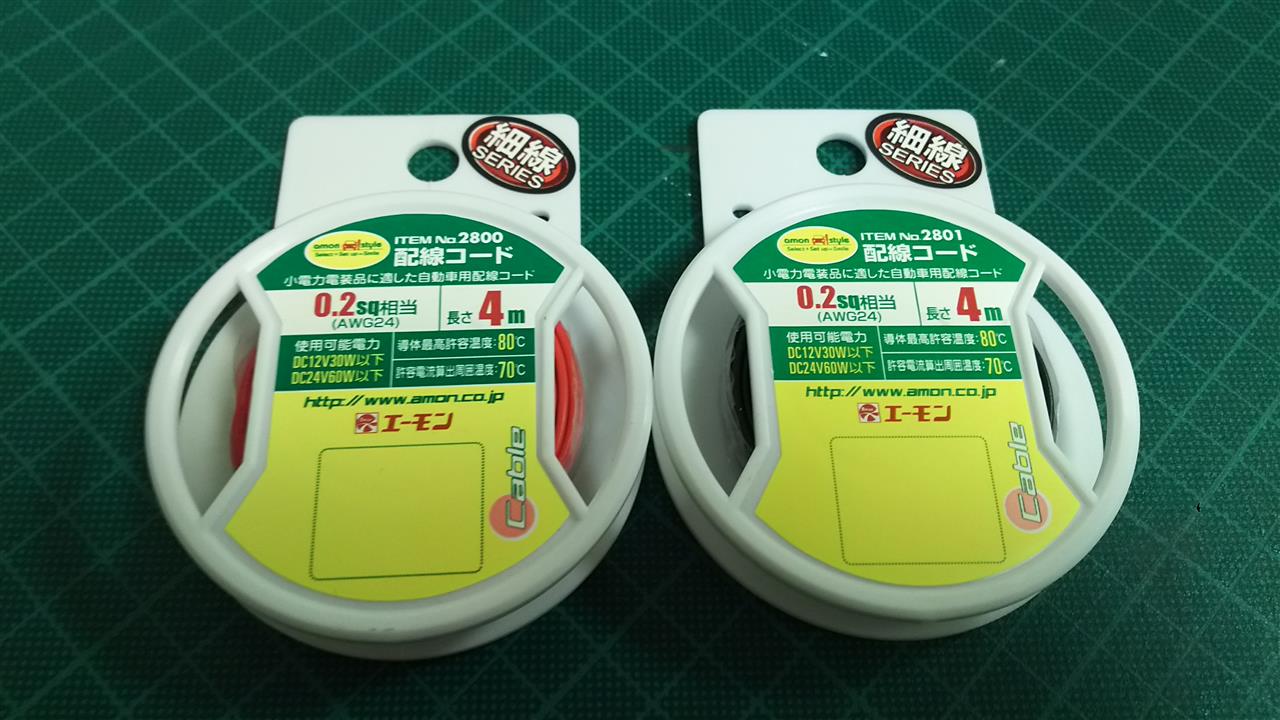 細線
SERIES
amon style
Select・Set up・Smile
ITEM No.2800
配線コード
小電力電装品に適した自動車用配線コード
0.2sq相当
(AWG24)
長さ4m
使用可能電力
DC12V30W以下
DC24V60W以下
導体最高許容温度:80℃
許容電流算出周囲温度:70℃
http://www.amon.co.jp
エーモン
Cable
細線
SERIES
amon style
Select・Set up・Smile
ITEM No.2801
配線コード
小電力電装品に適した自動車用配線コード
0.2sq相当
(AWG24)
長さ4m
使用可能電力
DC12V30W以下
DC24V60W以下
導体最高許容温度:80℃
許容電流算出周囲温度:70℃
http://www.amon.co.jp
エーモン
Cable